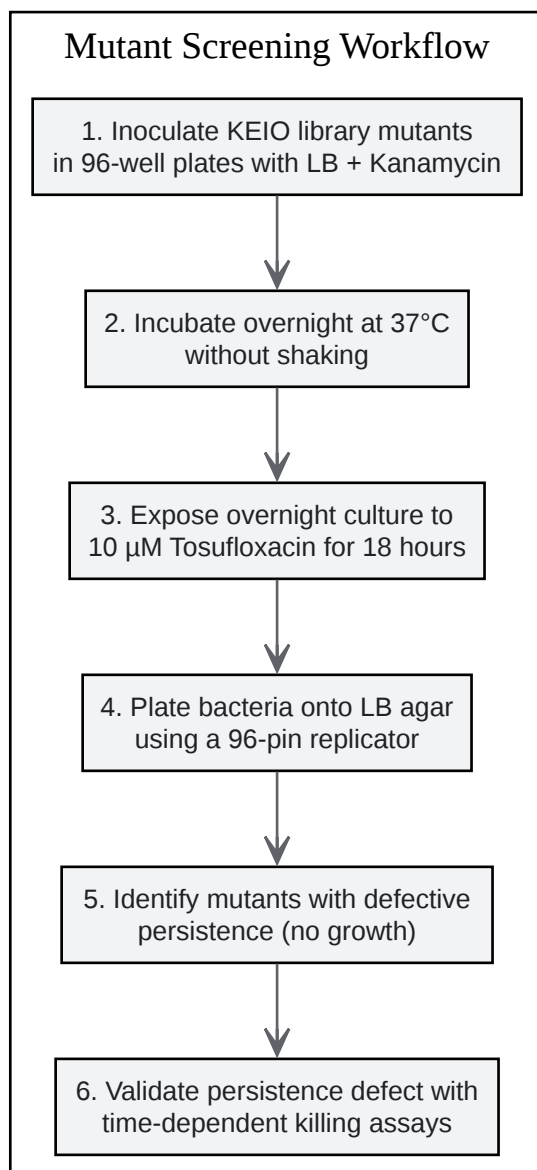 Mutant Screening Workflow
1. Inoculate KEIO library mutants
in 96-well plates with LB + Kanamycin
2. Incubate overnight at 37°C
without shaking
3. Expose overnight culture to
10 µM Tosufloxacin for 18 hours
4. Plate bacteria onto LB agar
using a 96-pin replicator
5. Identify mutants with defective
persistence (no growth)
6. Validate persistence defect with
time-dependent killing assays